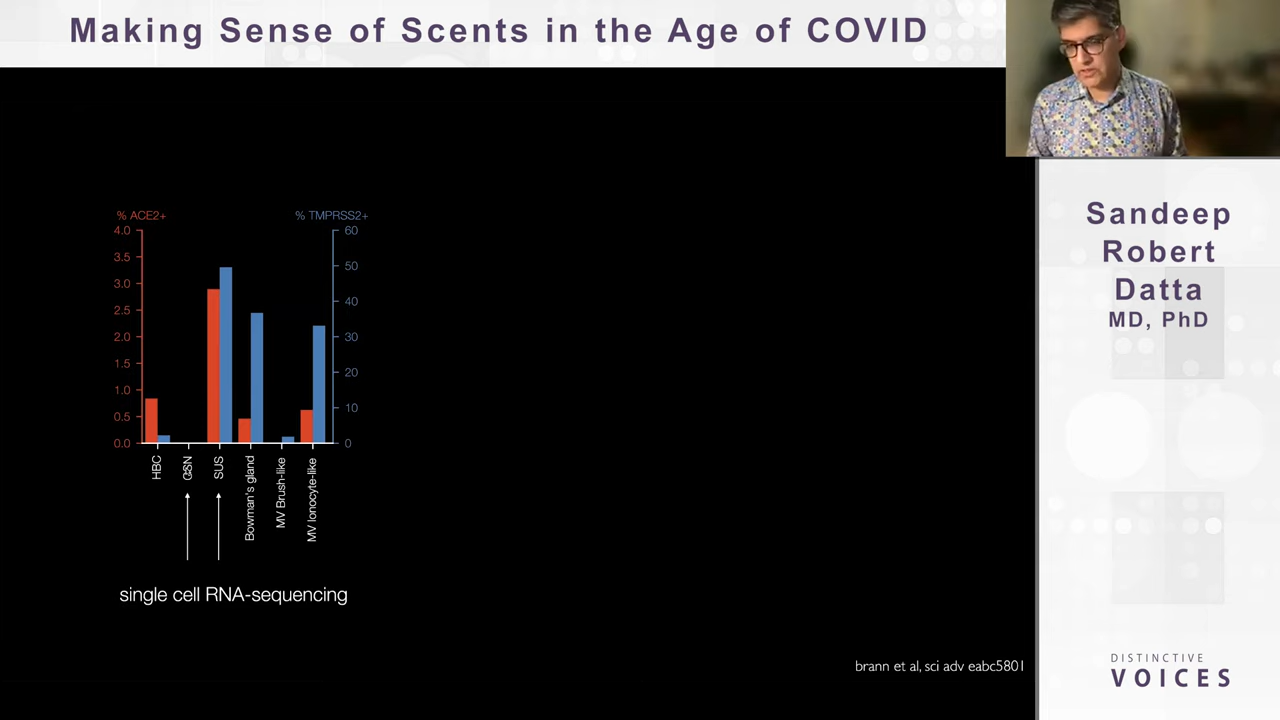 Making Sense of Scents in the Age of COVID
% ACE2+
% TMPRSS2+
4.0
3.5
3.0
2.5
2.0
1.5
1.0
0.5
0.0
60
50
40
30
20
10
0
HBC
GSN
SUS
Bowman's gland
MV Brush-like
MV Ionocyte-like
single cell RNA-sequencing
brann et al, sci adv eabc5801
Sandeep
Robert
Datta
MD, PhD
DISTINCTIVE
VOICES